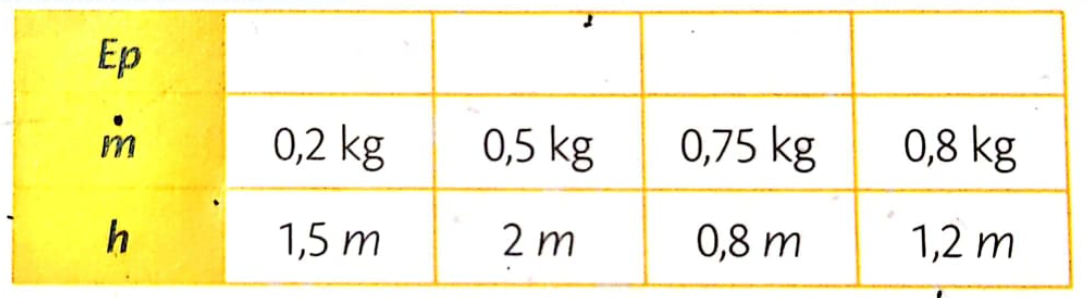 Ep
m 0,2 kg 0,5 kg 0,75 kg 0,8 kg
h 1,5 m 2 m 0,8 m 1,2 m